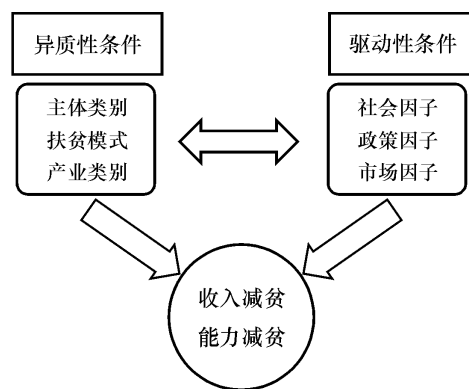 异质性条件
驱动性条件
主体类别
扶贫模式
产业类别
社会因子
政策因子
市场因子
收入减贫
能力减贫